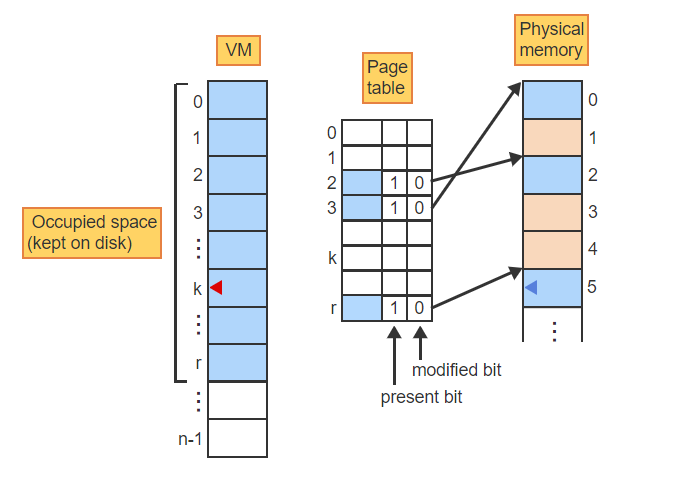 VM
0
1
2
3
⋮
k
⋮
r
⋮
n-1
Occupied space
(kept on disk)
Page
table
0
1
2 1 0
3 1 0
k
r 1 0
modified bit
present bit
Physical
memory
0
1
2
3
4
5
⋮